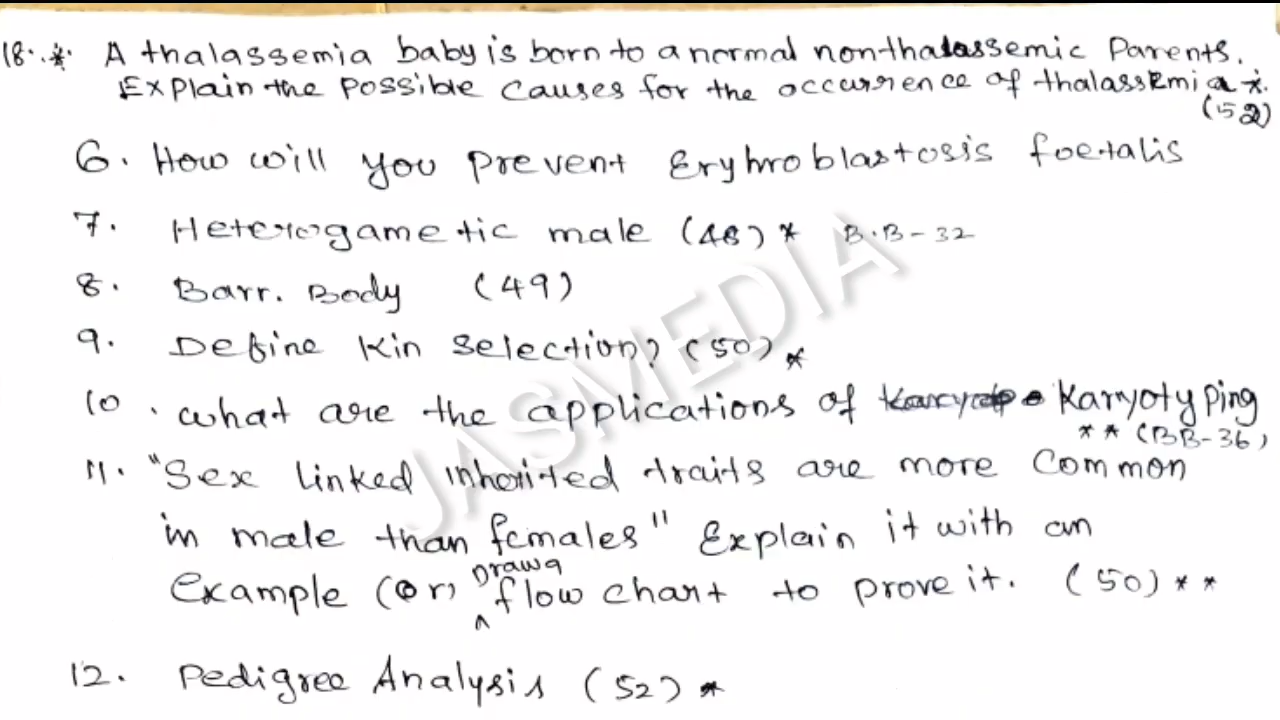 18. * A thalassemia baby is born to a normal nonthalassemic Parents.
Explain the Possible causes for the occurrence of thalassemia *.
(52)
6. How will you prevent Eryhroblastosis foetalis
7. Heterogametic male (48) * B.B-32
8. Barr. Body (49)
9. Define Kin selection? (50) *
10. what are the applications of Karyotyping
** (BB-36)
11. "Sex linked inherited traits are more common
in male than females" Explain it with an
Example (or) Draw a flow chart to prove it. (50) **
12. Pedigree Analysis (52) *
JASMEDIA